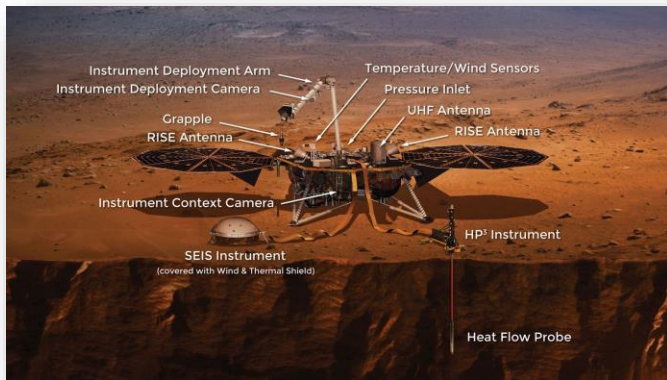 Instrument Deployment Arm
Instrument Deployment Camera
Grapple
RISE Antenna
Temperature/Wind Sensors
Pressure Inlet
UHF Antenna
RISE Antenna
Instrument Context Camera
SEIS Instrument
(covered with Wind & Thermal Shield)
HP³ Instrument
Heat Flow Probe